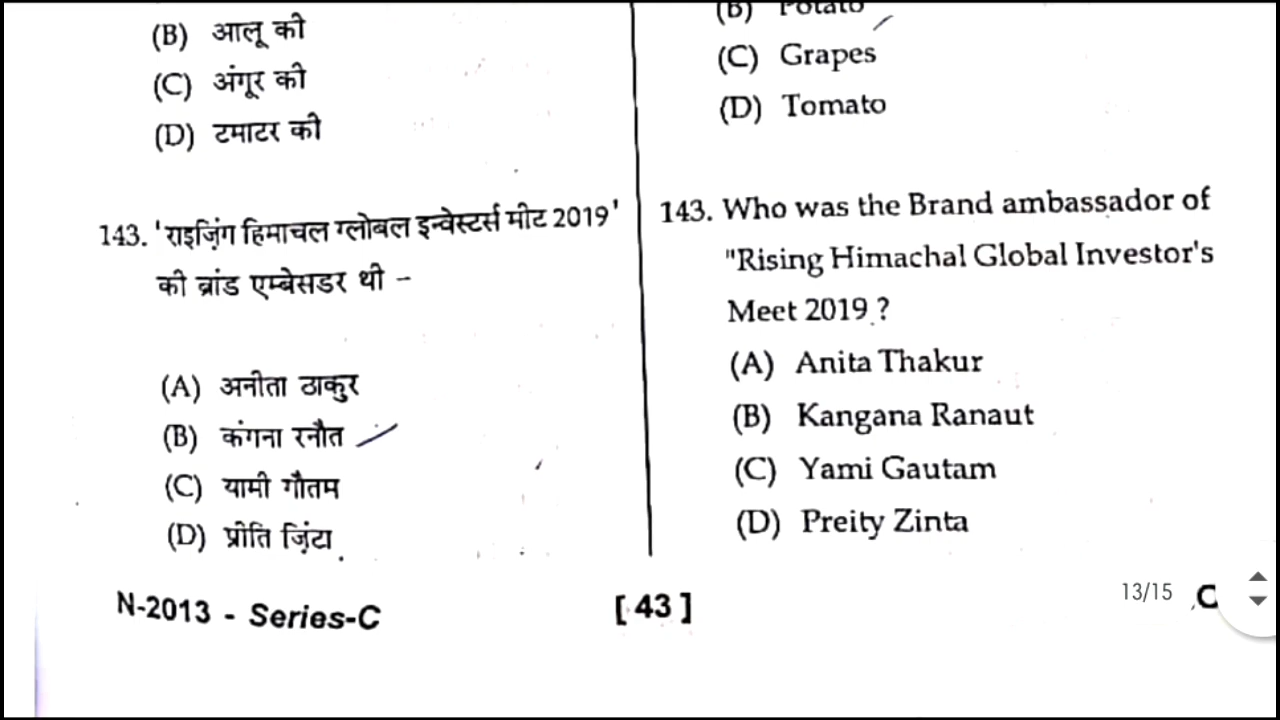 (B) आलू की
(C) अंगूर की
(D) टमाटर की
143. 'राइज़िंग हिमाचल ग्लोबल इन्वेस्टर्स मीट 2019'
की ब्रांड एम्बेसडर थी -
(A) अनीता ठाकुर
(B) कंगना रनौत
(C) यामी गौतम
(D) प्रीति ज़िंटा
(B) Potato
(C) Grapes
(D) Tomato
143. Who was the Brand ambassador of
"Rising Himachal Global Investor's
Meet 2019 ?
(A) Anita Thakur
(B) Kangana Ranaut
(C) Yami Gautam
(D) Preity Zinta
N-2013 - Series-C
[ 43 ]
13/15
C